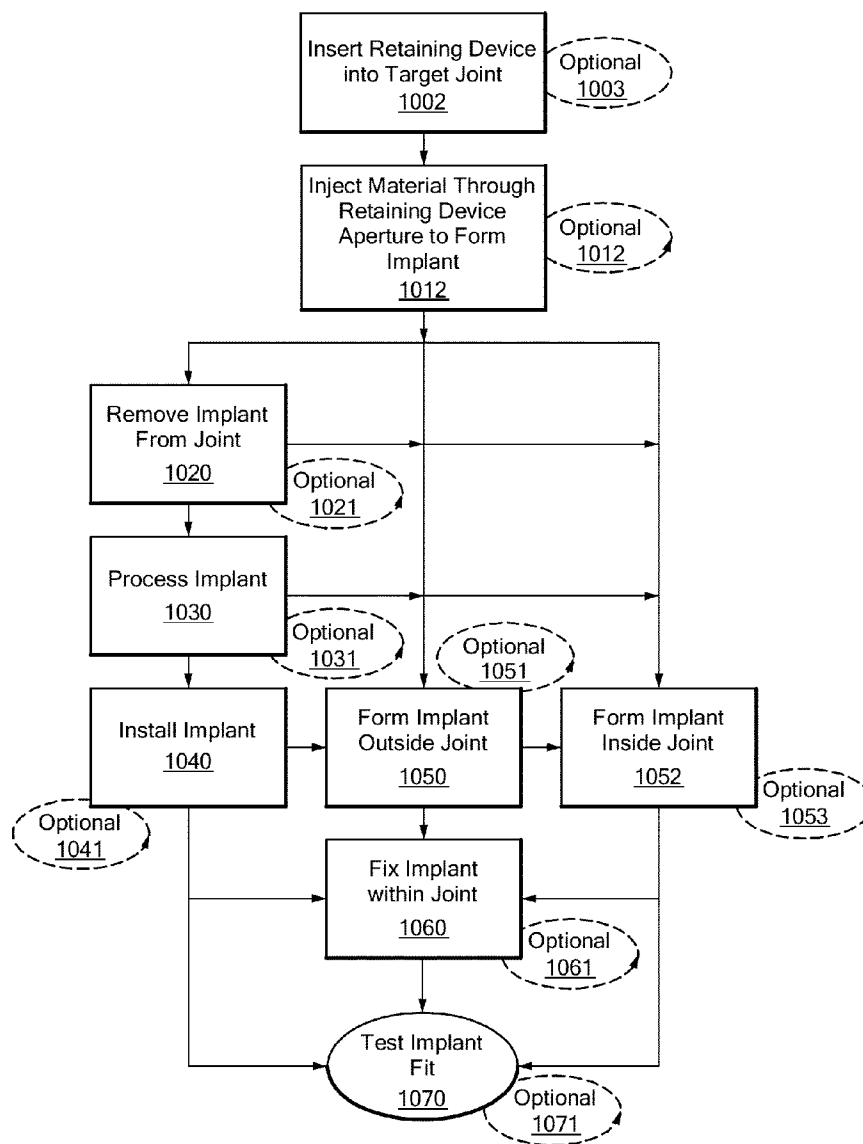 Insert Retaining Device
into Target Joint
1002
Optional
1003
Inject Material Through
Retaining Device
Aperture to Form
Implant
1012
Optional
1012
Remove Implant
From Joint
1020
Optional
1021
Process Implant
1030
Optional
1031
Optional
1051
Install Implant
1040
Form Implant
Outside Joint
1050
Form Implant
Inside Joint
1052
Optional
1041
Optional
1053
Fix Implant
within Joint
1060
Optional
1061
Test Implant
Fit
1070
Optional
1071